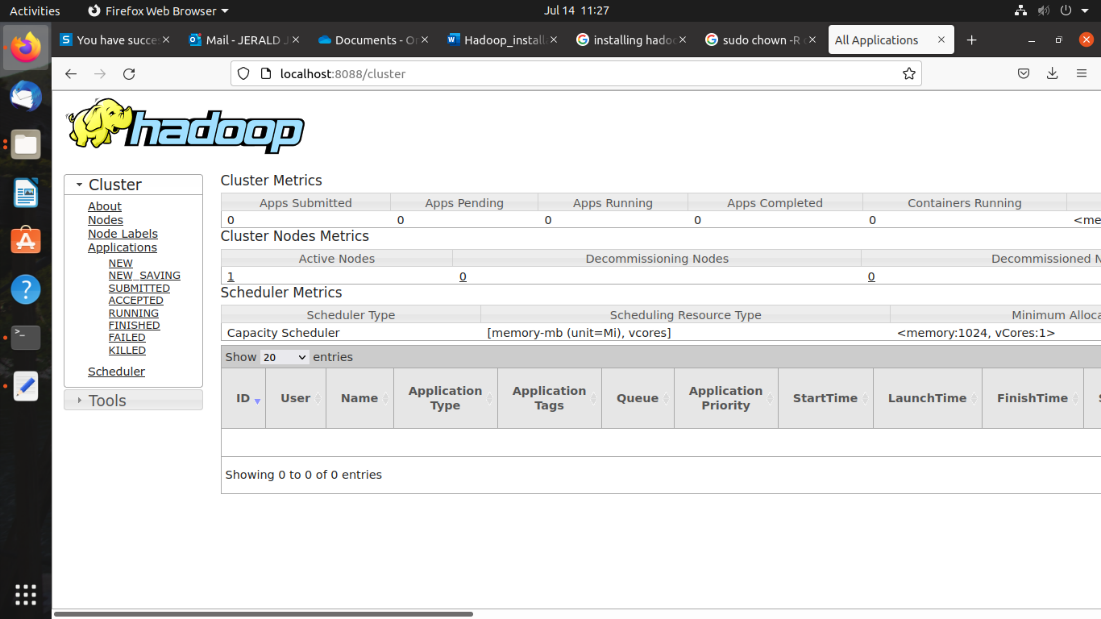 Activities
Firefox Web Browser
Jul 14 11:27
You have succe
Mail - JERALD J
Documents - O
Hadoop_install
installing hado
sudo chown -R
All Applications
localhost:8088/cluster
hadoop
Cluster
About
Nodes
Node Labels
Applications
NEW
NEW_SAVING
SUBMITTED
ACCEPTED
RUNNING
FINISHED
FAILED
KILLED
Scheduler
Tools
Cluster Metrics
Apps Submitted Apps Pending Apps Running Apps Completed Containers Running
0 0 0 0 0 <me
Cluster Nodes Metrics
Active Nodes Decommissioning Nodes Decommissioned N
1 0 0
Scheduler Metrics
Scheduler Type Scheduling Resource Type Minimum Alloca
Capacity Scheduler [memory-mb (unit=Mi), vcores] <memory:1024, vCores:1>
Show 20 entries
ID User Name Application Type Application Tags Queue Application Priority StartTime LaunchTime FinishTime S
Showing 0 to 0 of 0 entries